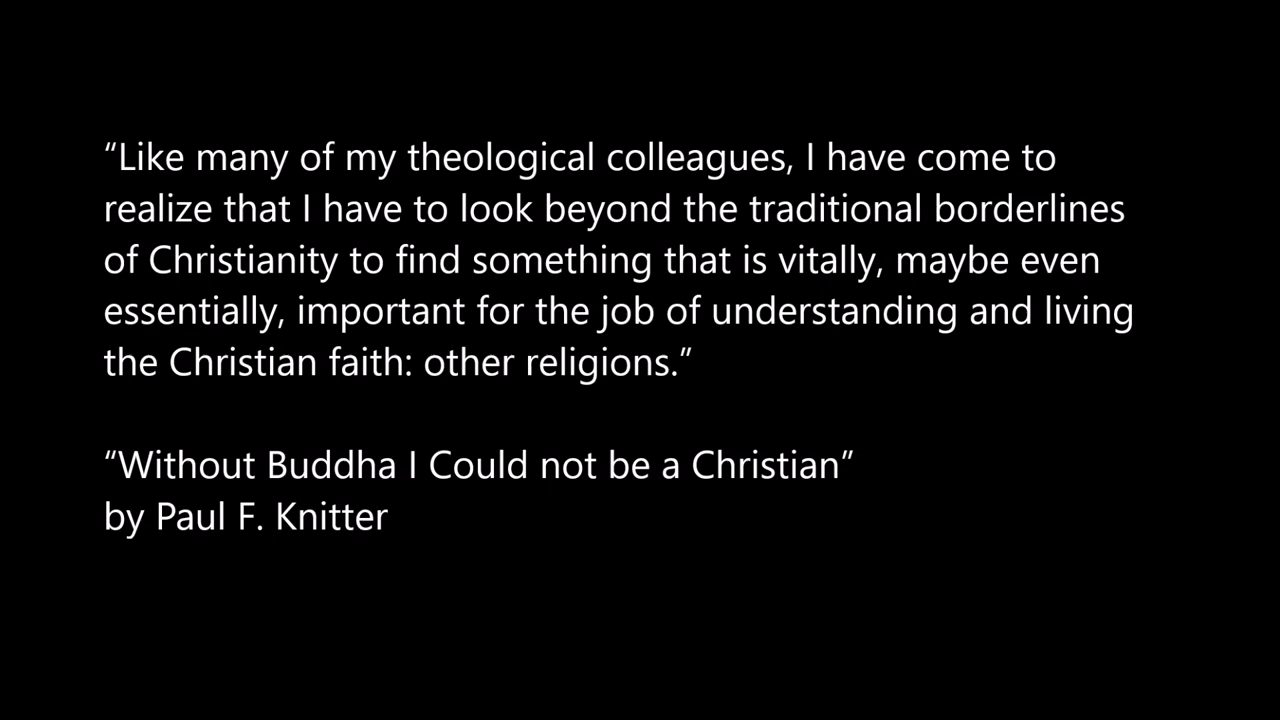 “Like many of my theological colleagues, I have come to
realize that I have to look beyond the traditional borderlines
of Christianity to find something that is vitally, maybe even
essentially, important for the job of understanding and living
the Christian faith: other religions.”
“Without Buddha I Could not be a Christian”
by Paul F. Knitter